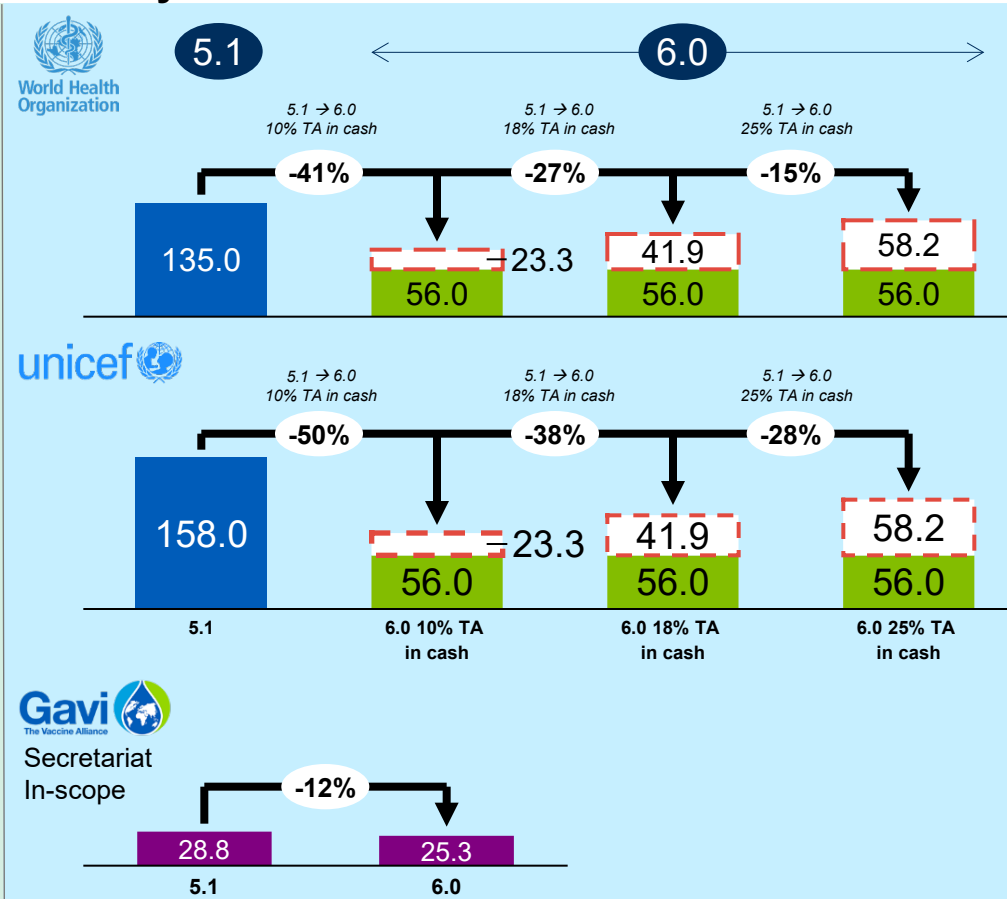 5.1
6.0
World Health
Organization
5.1 → 6.0
10% TA in cash
5.1 → 6.0
18% TA in cash
5.1 → 6.0
25% TA in cash
-41%
-27%
-15%
135.0
23.3
56.0
41.9
56.0
58.2
56.0
unicef
5.1 → 6.0
10% TA in cash
5.1 → 6.0
18% TA in cash
5.1 → 6.0
25% TA in cash
-50%
-38%
-28%
158.0
23.3
56.0
41.9
56.0
58.2
56.0
5.1
6.0 10% TA
in cash
6.0 18% TA
in cash
6.0 25% TA
in cash
Gavi
The Vaccine Alliance
Secretariat
In-scope
-12%
28.8
25.3
5.1
6.0